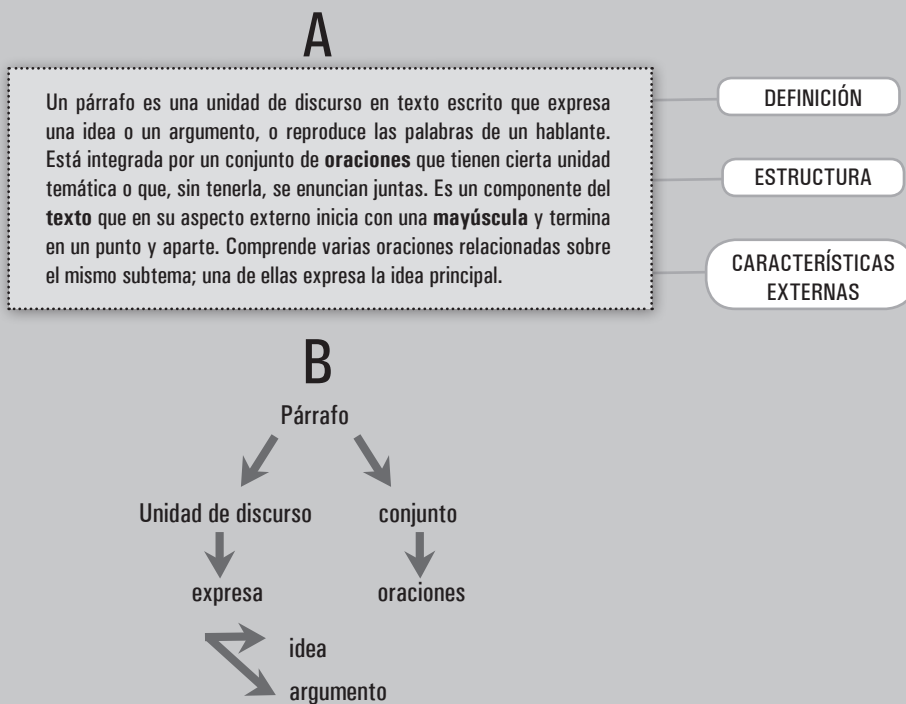 A
Un párrafo es una unidad de discurso en texto escrito que expresa
una idea o un argumento, o reproduce las palabras de un hablante.
Está integrada por un conjunto de oraciones que tienen cierta unidad
temática o que, sin tenerla, se enuncian juntas. Es un componente del
texto que en su aspecto externo inicia con una mayúscula y termina
en un punto y aparte. Comprende varias oraciones relacionadas sobre
el mismo subtema; una de ellas expresa la idea principal.
DEFINICIÓN
ESTRUCTURA
CARACTERÍSTICAS
EXTERNAS
B
Párrafo
Unidad de discurso conjunto
expresa oraciones
idea
argumento